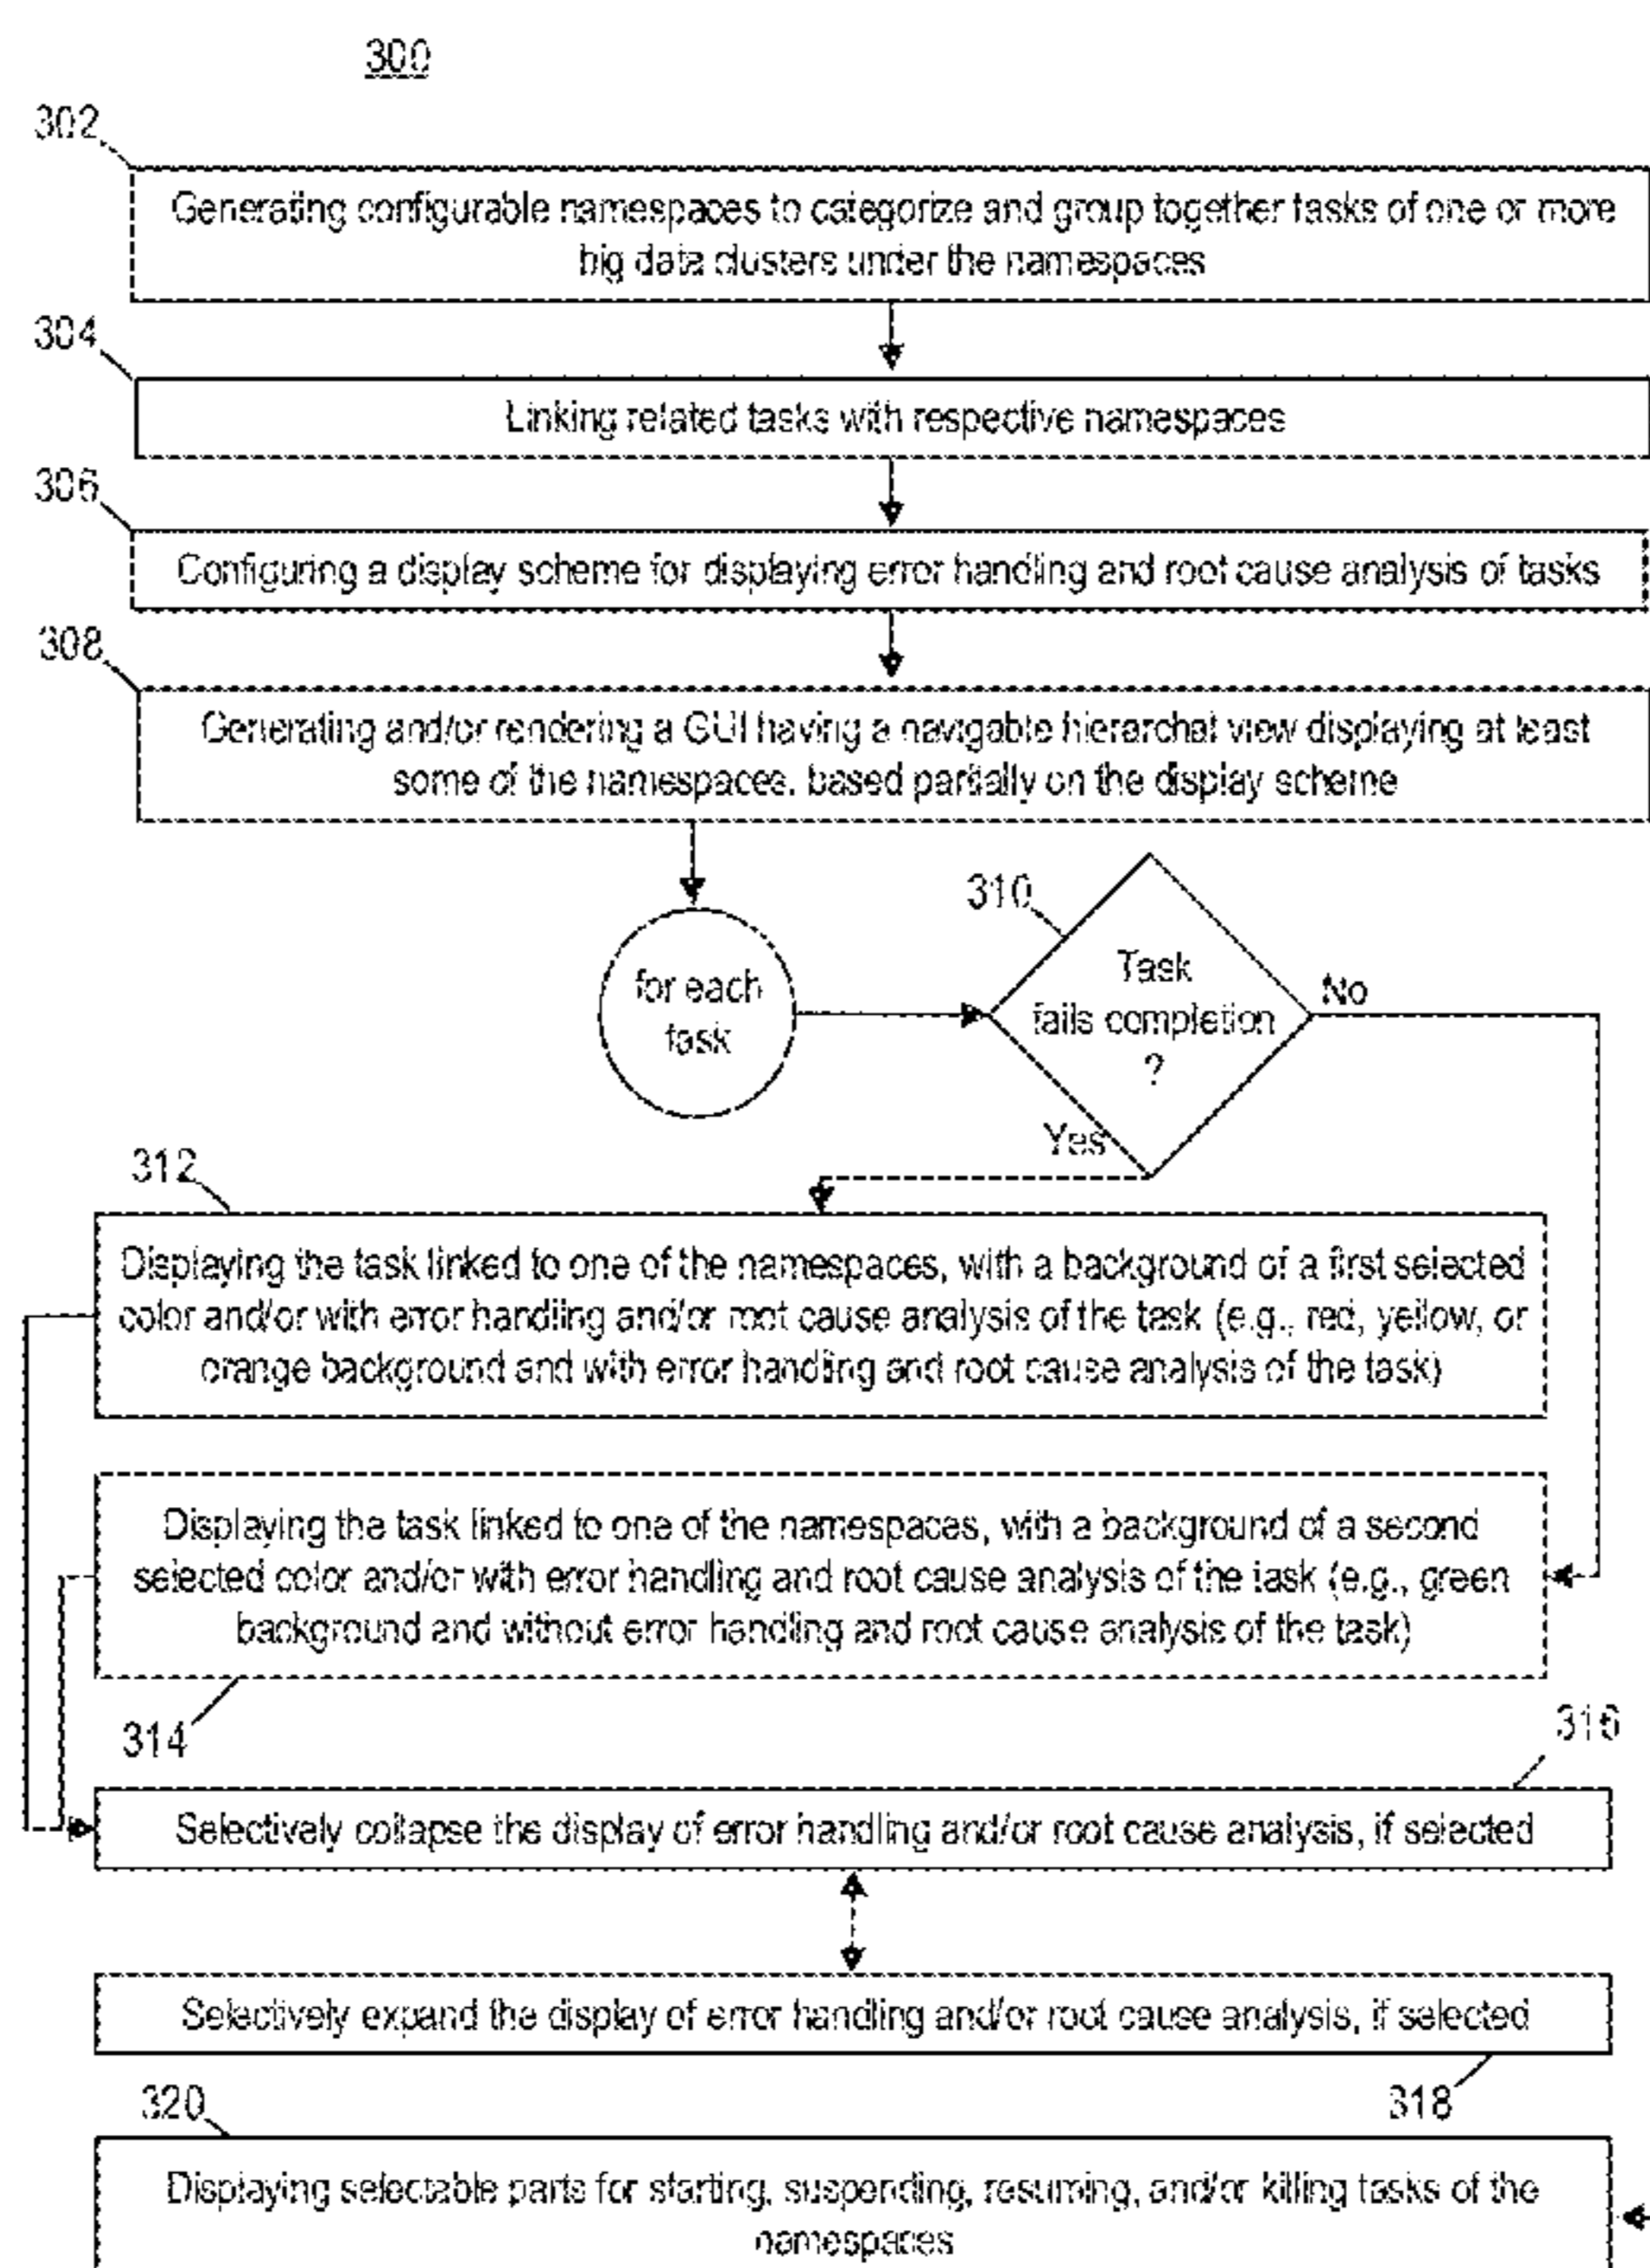 300
302
Generating configurable namespaces to categorize and group together tasks of one or more
big data clusters under the namespaces
304
Linking related tasks with respective namespaces
306
Configuring a display scheme for displaying error handling and root cause analysis of tasks
308
Generating and/or rendering a GUI having a navigable hierarchal view displaying at least
some of the namespaces, based partially on the display scheme
for each
task
310
Task
fails completion
?
No
Yes
312
Displaying the task linked to one of the namespaces, with a background of a first selected
color and/or with error handling and/or root cause analysis of the task (e.g., red, yellow, or
orange background and with error handling and root cause analysis of the task)
Displaying the task linked to one of the namespaces, with a background of a second
selected color and/or with error handling and root cause analysis of the task (e.g., green
background and without error handling and root cause analysis of the task)
314
316
Selectively collapse the display of error handling and/or root cause analysis, if selected
Selectively expand the display of error handling and/or root cause analysis, if selected
318
320
Displaying selectable parts for starting, suspending, resuming, and/or killing tasks of the
namespaces